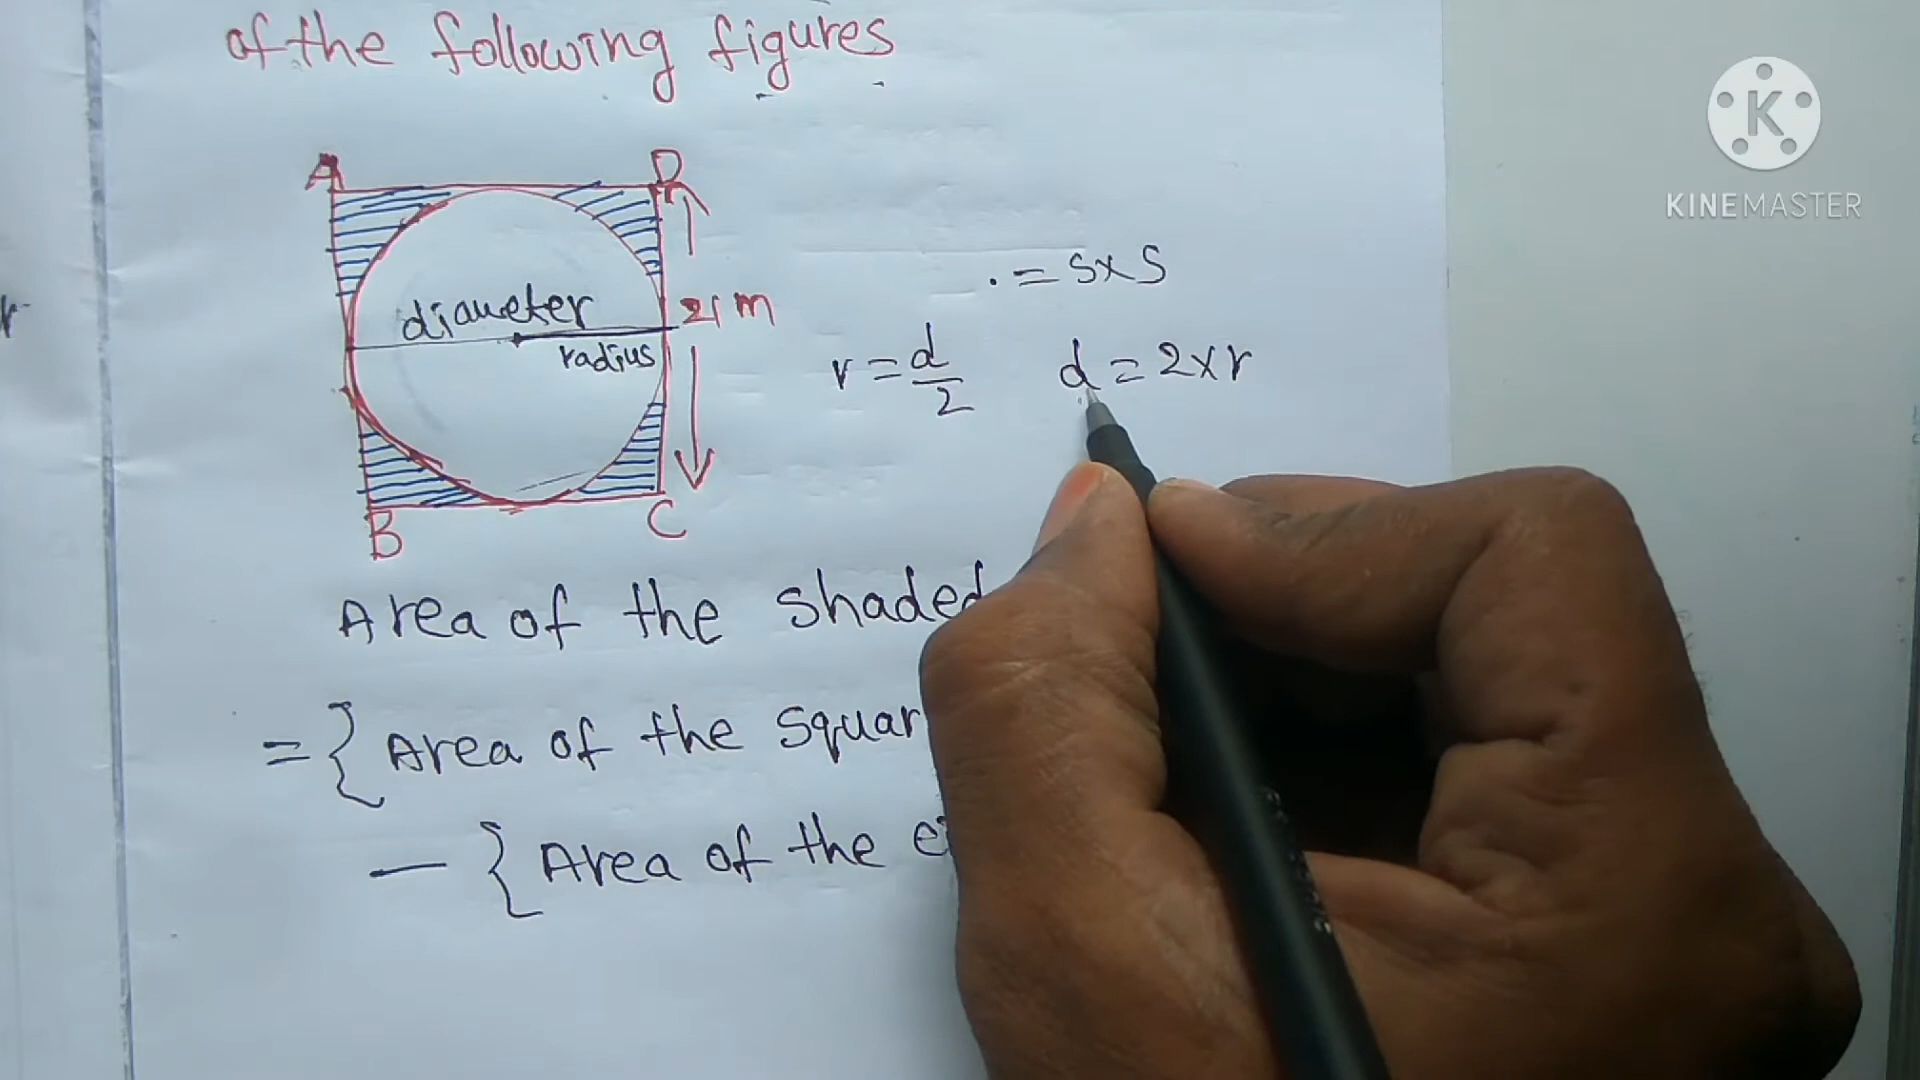 of the following figures
A D
diameter
radius
21 m
B C
. = s x s
r = d/2 d = 2 x r
Area of the shaded
= { Area of the squar
- { Area of the
KINEMASTER
K